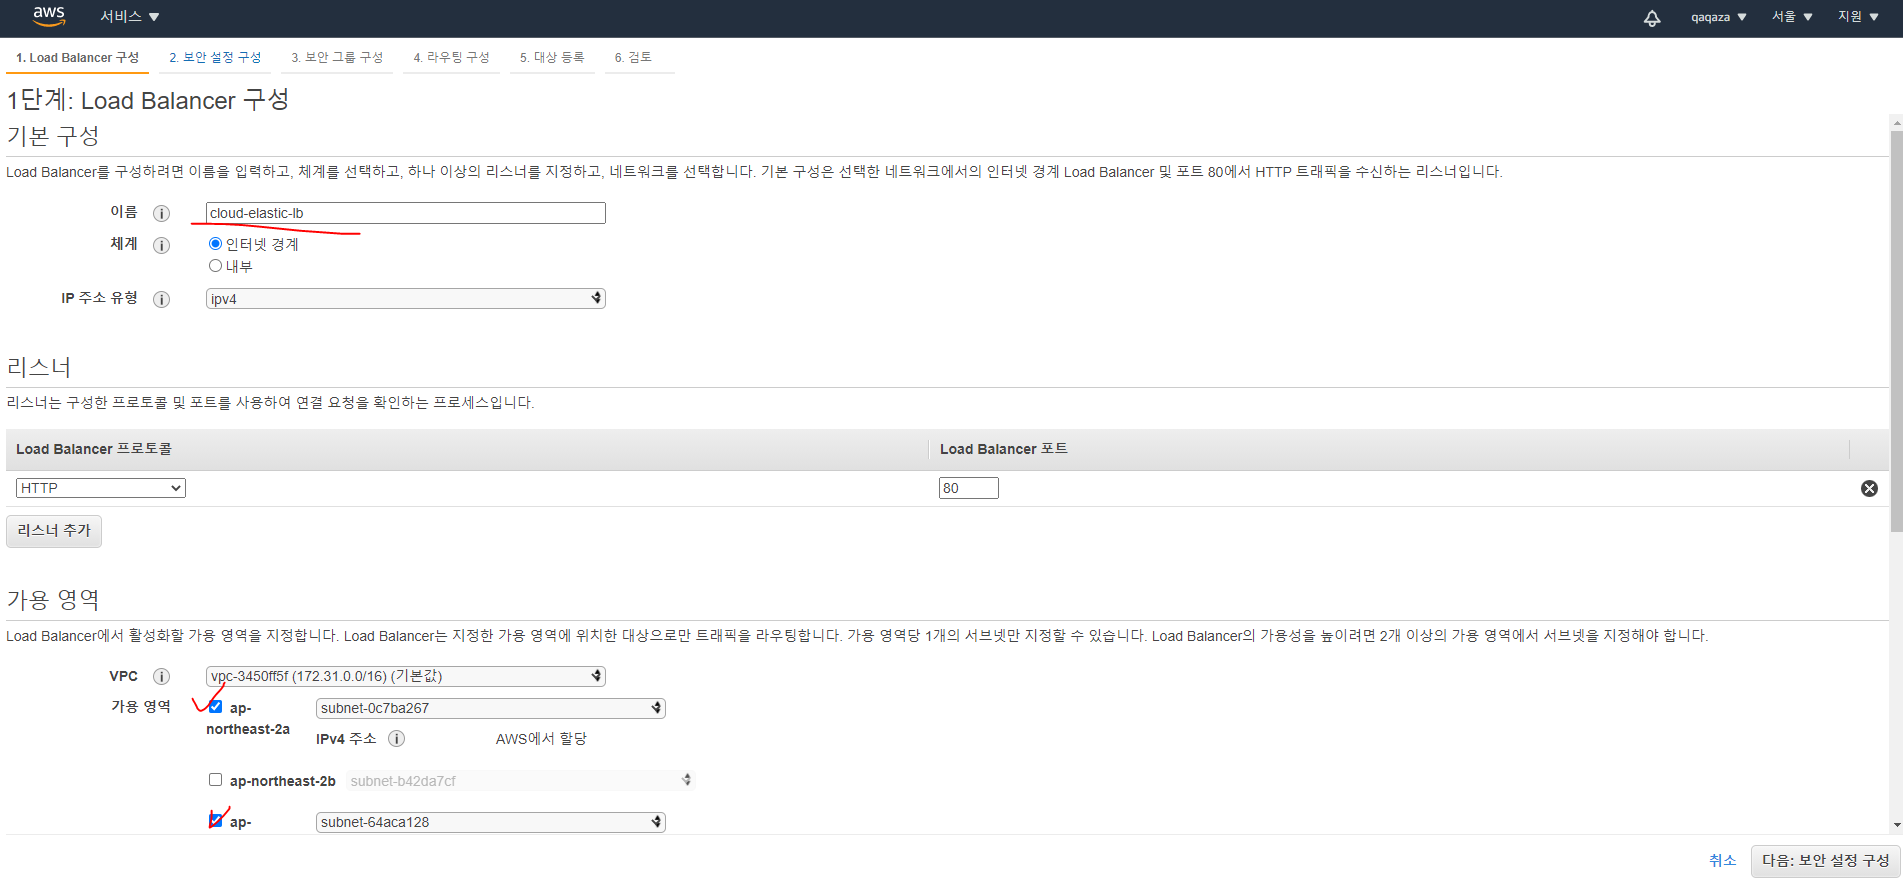 aws 서비스 qaqaza 서울 지원
1. Load Balancer 구성 2. 보안 설정 구성 3. 보안 그룹 구성 4. 라우팅 구성 5. 대상 등록 6. 검토
1단계: Load Balancer 구성
기본 구성
Load Balancer를 구성하려면 이름을 입력하고, 체계를 선택하고, 하나 이상의 리스너를 지정하고, 네트워크를 선택합니다. 기본 구성은 선택한 네트워크에서의 인터넷 경계 Load Balancer 및 포트 80에서 HTTP 트래픽을 수신하는 리스너입니다.
이름 i cloud-elastic-lb
체계 i 인터넷 경계
내부
IP 주소 유형 i ipv4
리스너
리스너는 구성한 프로토콜 및 포트를 사용하여 연결 요청을 확인하는 프로세스입니다.
Load Balancer 프로토콜 Load Balancer 포트
HTTP 80
리스너 추가
가용 영역
Load Balancer에서 활성화할 가용 영역을 지정합니다. Load Balancer는 지정한 가용 영역에 위치한 대상으로만 트래픽을 라우팅합니다. 가용 영역당 1개의 서브넷만 지정할 수 있습니다. Load Balancer의 가용성을 높이려면 2개 이상의 가용 영역에서 서브넷을 지정해야 합니다.
VPC i vpc-3450ff5f (172.31.0.0/16) (기본값)
가용 영역 ap- subnet-0c7ba267
northeast-2a
IPv4 주소 i AWS에서 할당
ap-northeast-2b subnet-b42da7cf
ap- subnet-64aca128
취소 다음: 보안 설정 구성